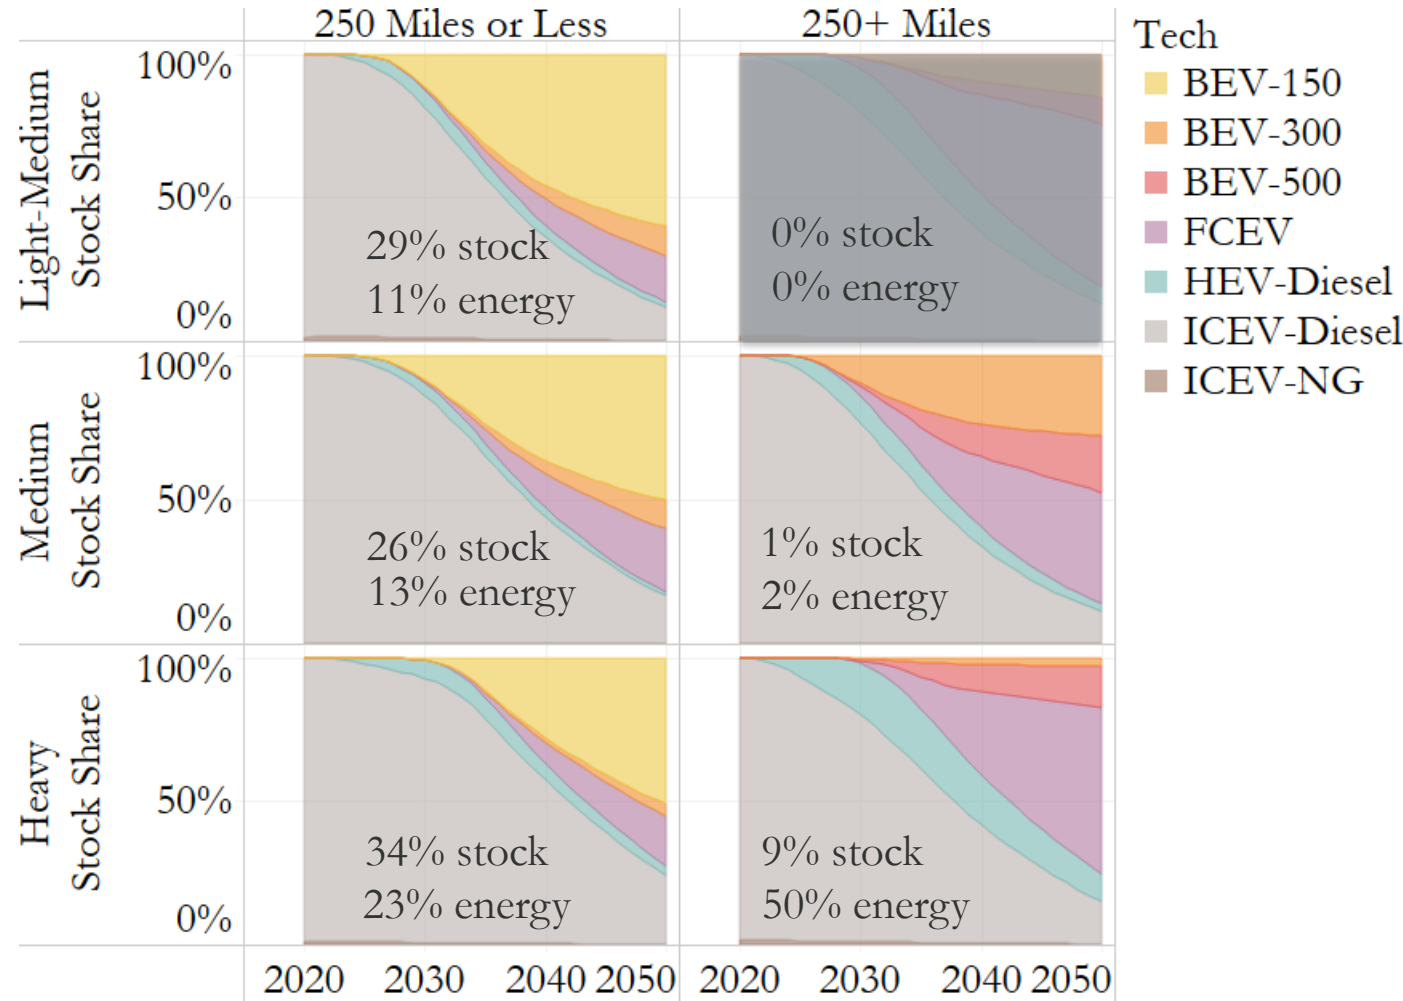 250 Miles or Less
250+ Miles
Tech
BEV-150
BEV-300
BEV-500
FCEV
HEV-Diesel
ICEV-Diesel
ICEV-NG
Light-Medium
Stock Share
100%
50%
0%
29% stock
11% energy
0% stock
0% energy
Medium
Stock Share
100%
50%
0%
26% stock
13% energy
1% stock
2% energy
Heavy
Stock Share
100%
50%
0%
34% stock
23% energy
9% stock
50% energy
2020 2030 2040 2050
2020 2030 2040 2050